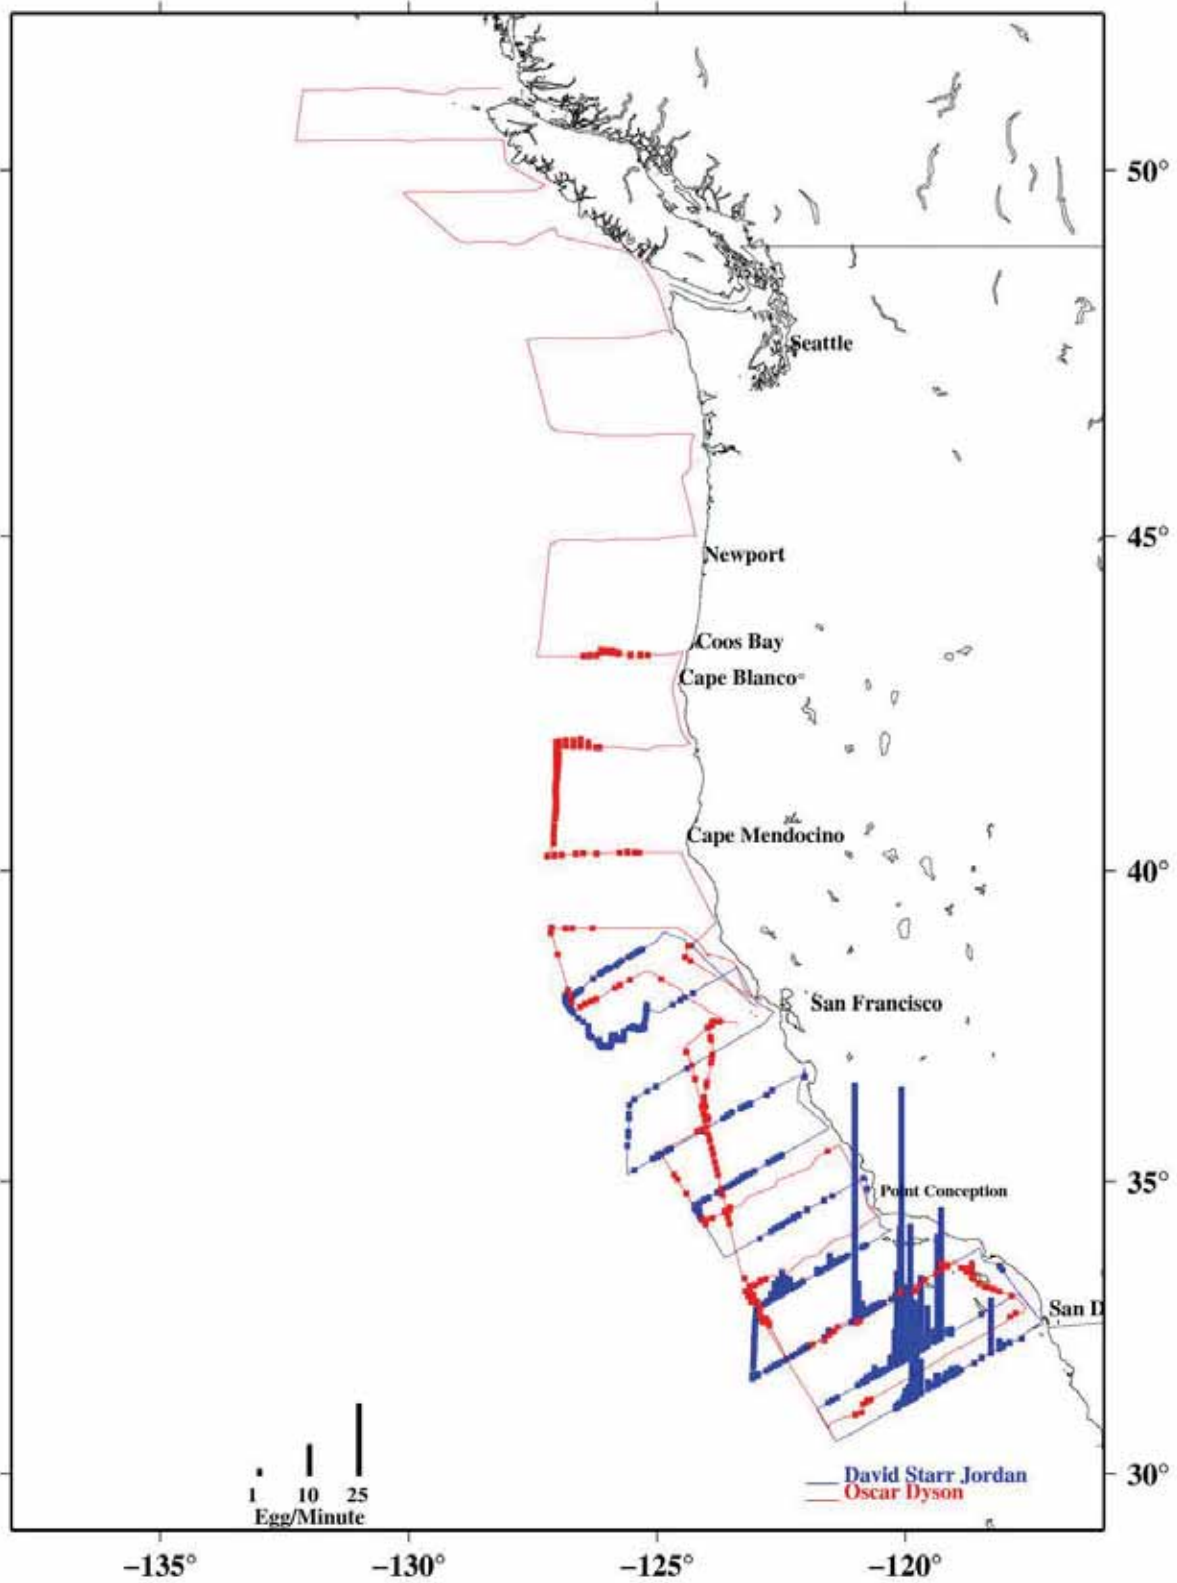 50°
Seattle
45°
Newport
Coos Bay
Cape Blanco
Cape Mendocino
40°
San Francisco
35°
Point Conception
San D
David Starr Jordan
Oscar Dyson
30°
1 10 25
Egg/Minute
−135° −130° −125° −120°